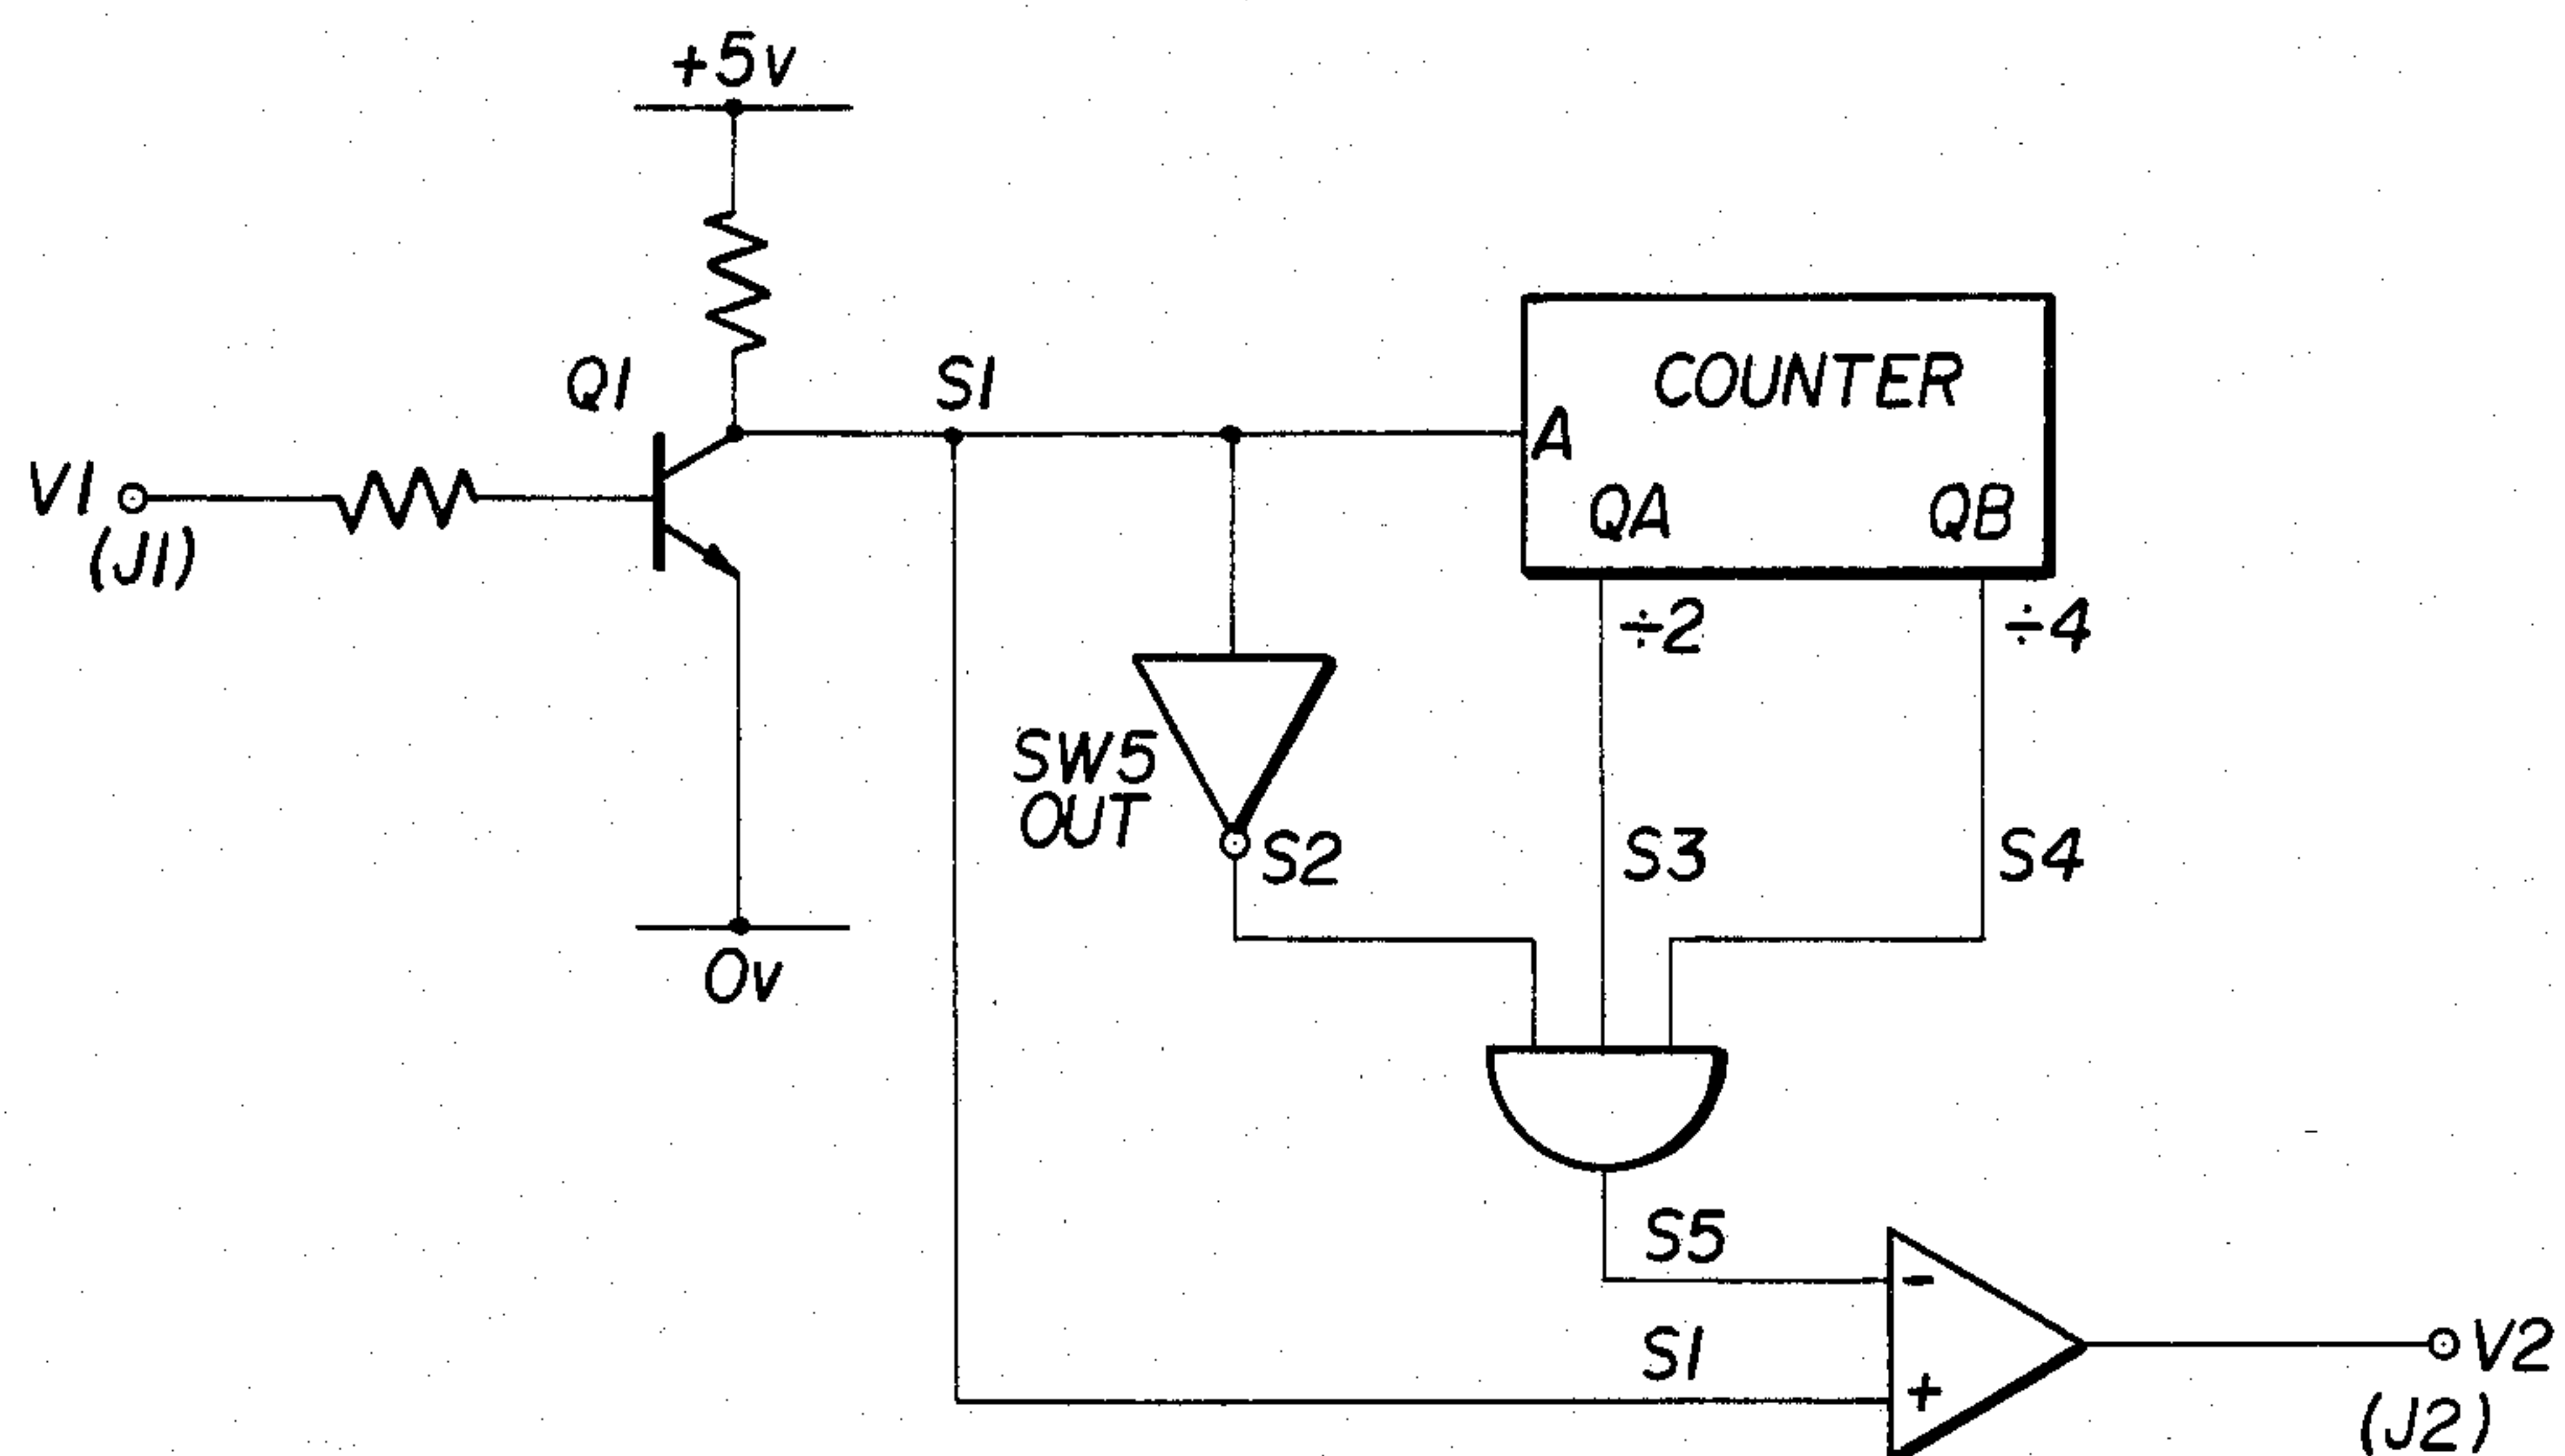 +5v
Q1
S1
COUNTER
A
QA
QB
V1
(J1)
÷2
÷4
SW5
OUT
S2
S3
S4
0v
S5
-
S1
+
V2
(J2)